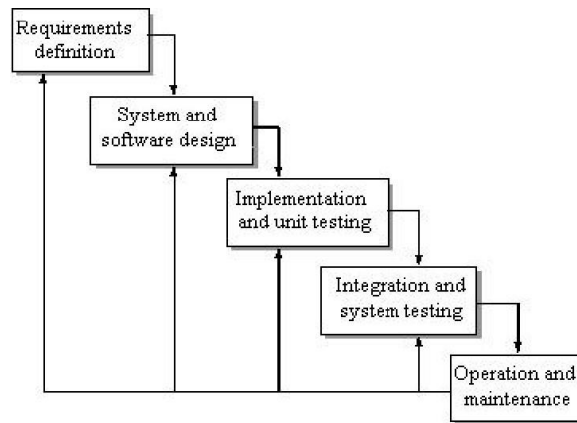 Requirements
definition
System and
software design
Implementation
and unit testing
Integration and
system testing
Operation and
maintenance